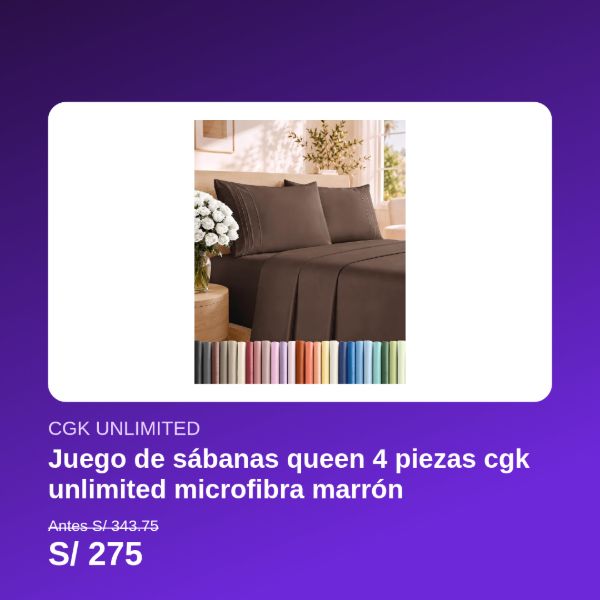 CGK UNLIMITED
Juego de sábanas queen 4 piezas cgk
unlimited microfibra marrón
Antes S/ 343.75
S/ 275